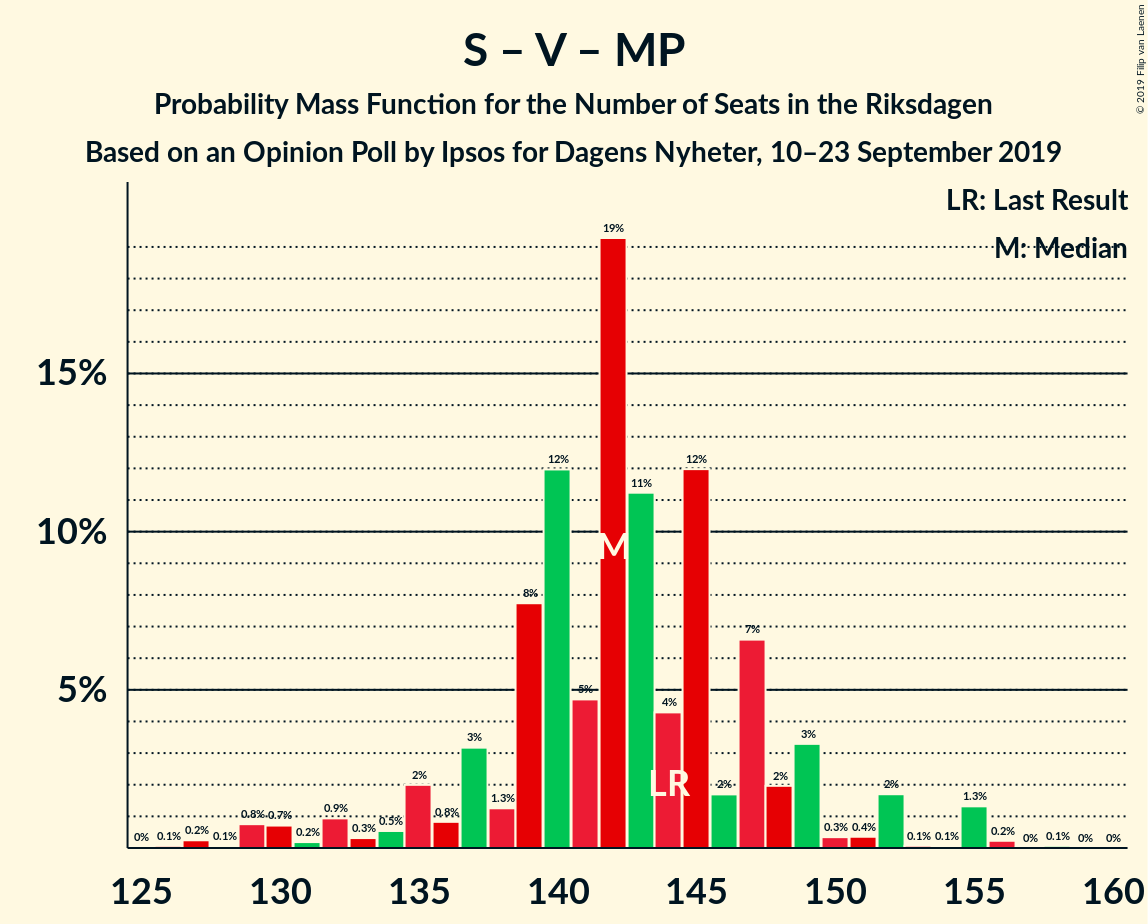 S – V – MP
Probability Mass Function for the Number of Seats in the Riksdagen
Based on an Opinion Poll by Ipsos for Dagens Nyheter, 10–23 September 2019
© 2019 Filip van Laenen
LR: Last Result
M: Median
15%
10%
5%
0% 0.1% 0.2% 0.1% 0.8% 0.7% 0.2% 0.9% 0.3% 0.5% 2% 0.8% 3% 1.3% 8% 12% 5% 19% 11% 4% 12% 2% 7% 2% 3% 0.3% 0.4% 2% 0.1% 0.1% 1.3% 0.2% 0% 0.1% 0% 0%
M
LR
125 130 135 140 145 150 155 160